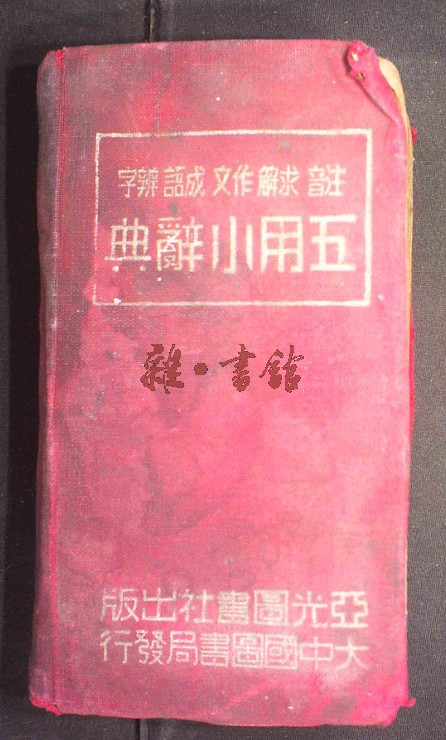 注音 求解 作文 成語 辨字
五用小辭典
雜·書館
亞光圖書社出版
大中國圖書局發行